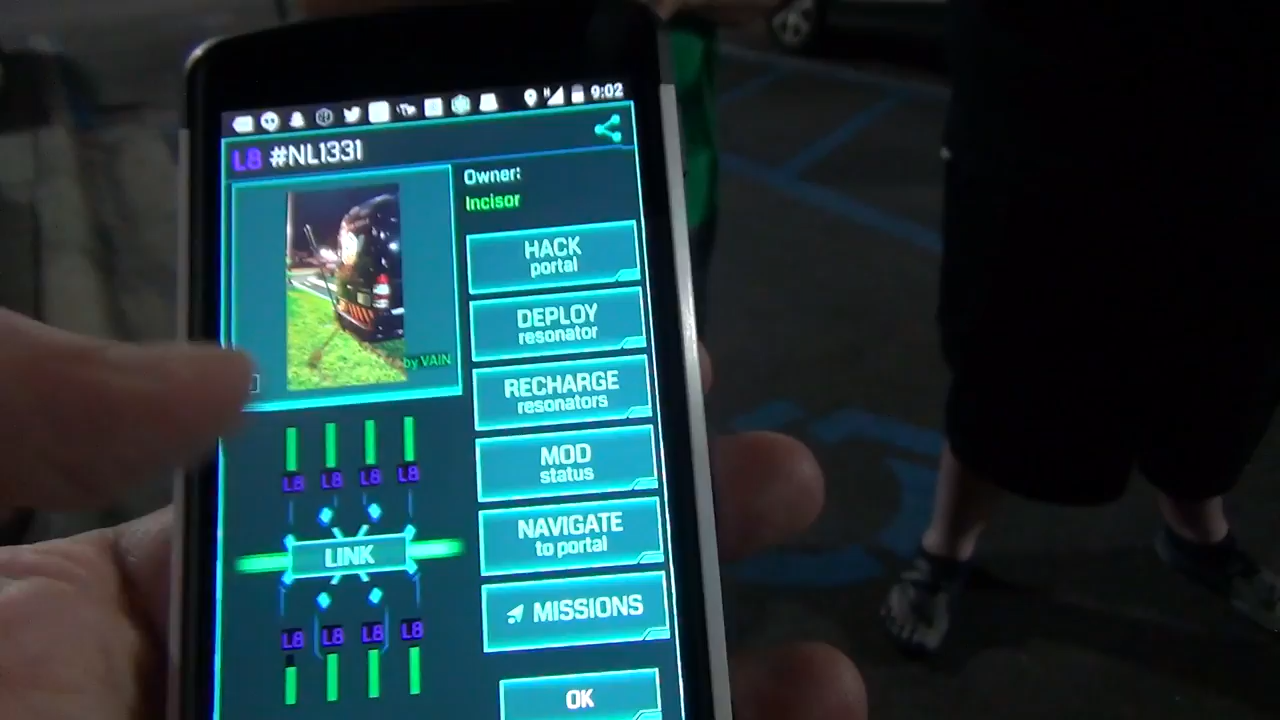 9:02
L8 #NL1331
Owner:
Incisor
by VAIN
HACK
portal
DEPLOY
resonator
RECHARGE
resonators
MOD
status
NAVIGATE
to portal
MISSIONS
OK
L8 L8 L8 L8
LINK
L8 L8 L8 L8